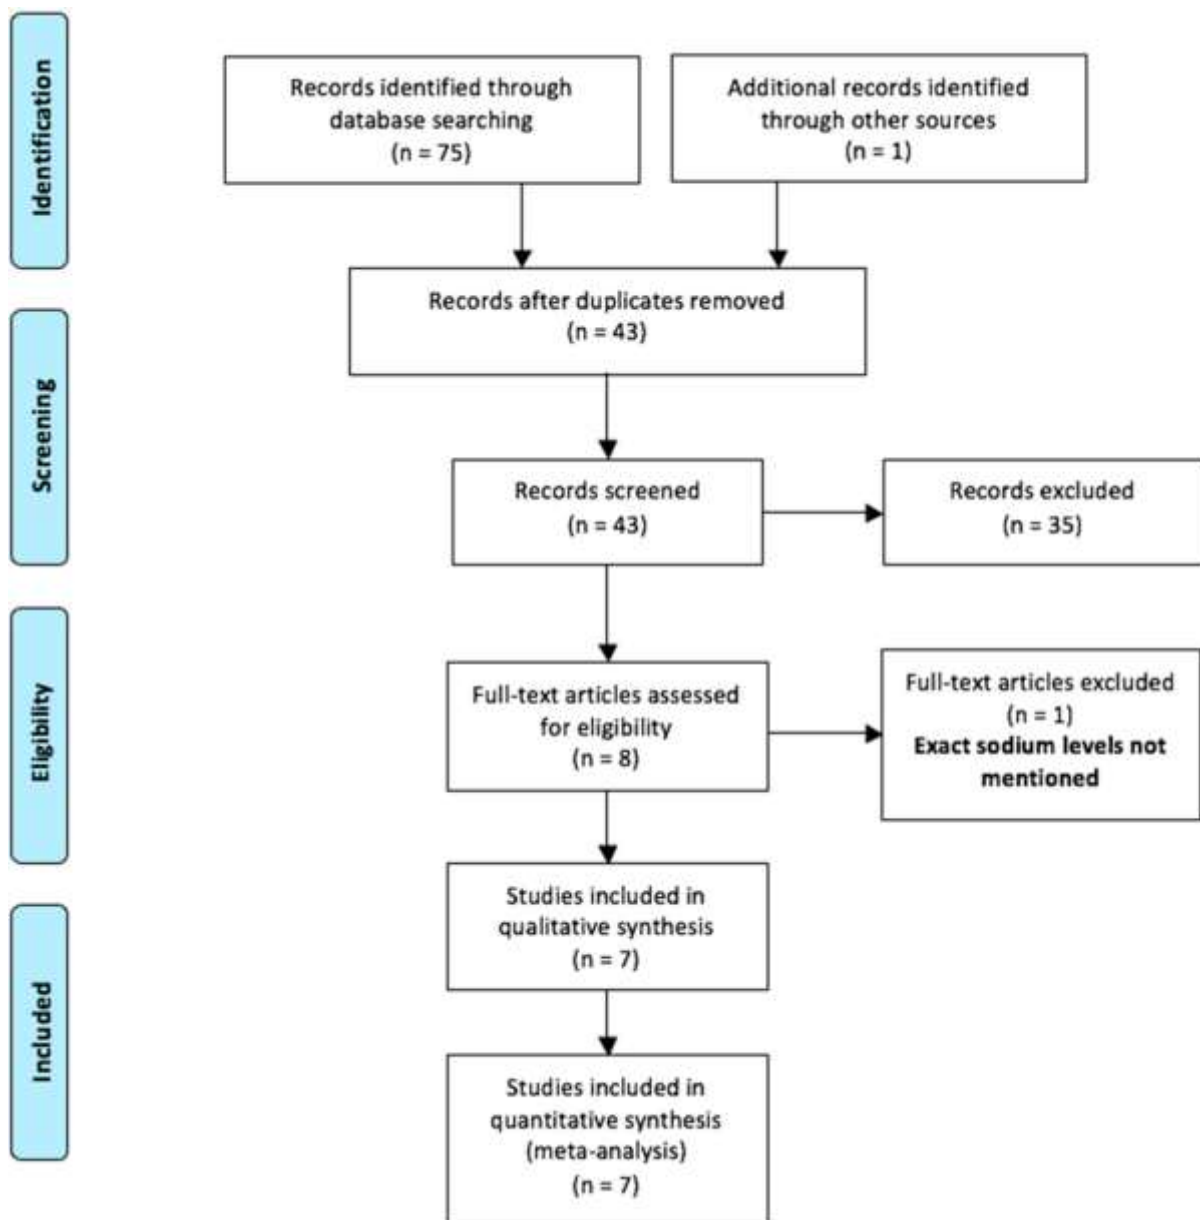 Identification
Records identified through
database searching
(n = 75)
Additional records identified
through other sources
(n = 1)
Records after duplicates removed
(n = 43)
Screening
Records screened
(n = 43)
Records excluded
(n = 35)
Eligibility
Full-text articles assessed
for eligibility
(n = 8)
Full-text articles excluded
(n = 1)
Exact sodium levels not
mentioned
Studies included in
qualitative synthesis
(n = 7)
Included
Studies included in
quantitative synthesis
(meta-analysis)
(n = 7)